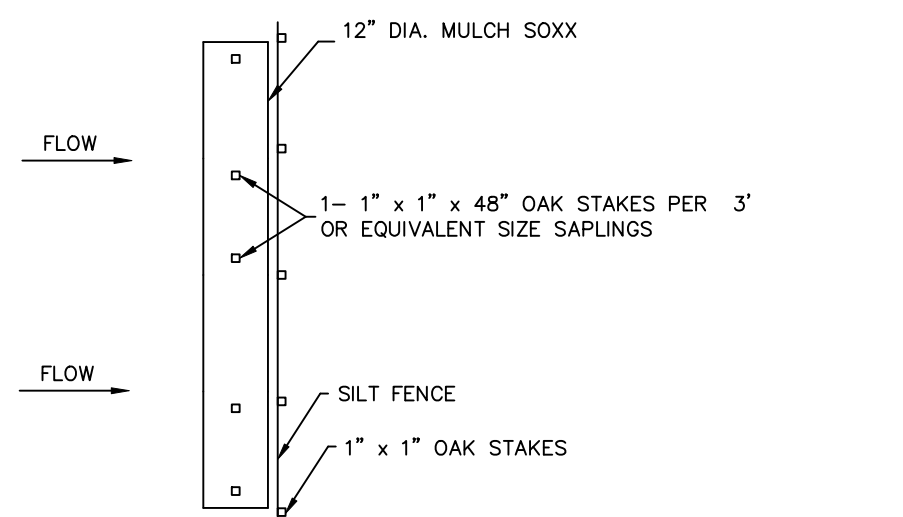 12" DIA. MULCH SOXX
FLOW
1– 1" x 1" x 48" OAK STAKES PER 3'
OR EQUIVALENT SIZE SAPLINGS
FLOW
SILT FENCE
1" x 1" OAK STAKES